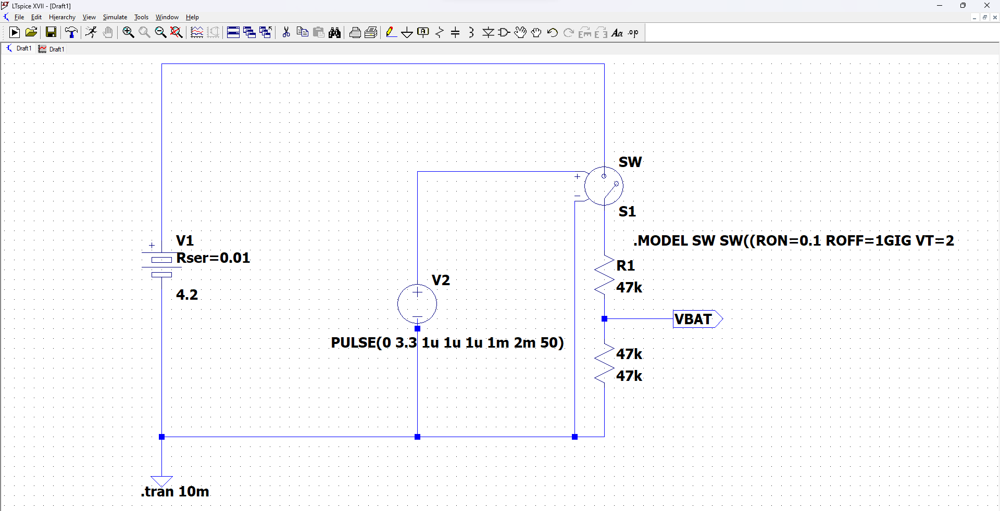 LTspice XVII - [Draft1]
File Edit Hierarchy View Simulate Tools Window Help
Draft1 Draft1
SW
+
−
S1
+
V1
Rser=0.01
4.2
.MODEL SW SW((RON=0.1 ROFF=1GIG VT=2
R1
47k
V2
PULSE(0 3.3 1u 1u 1u 1m 2m 50)
VBAT
47k
47k
.tran 10m